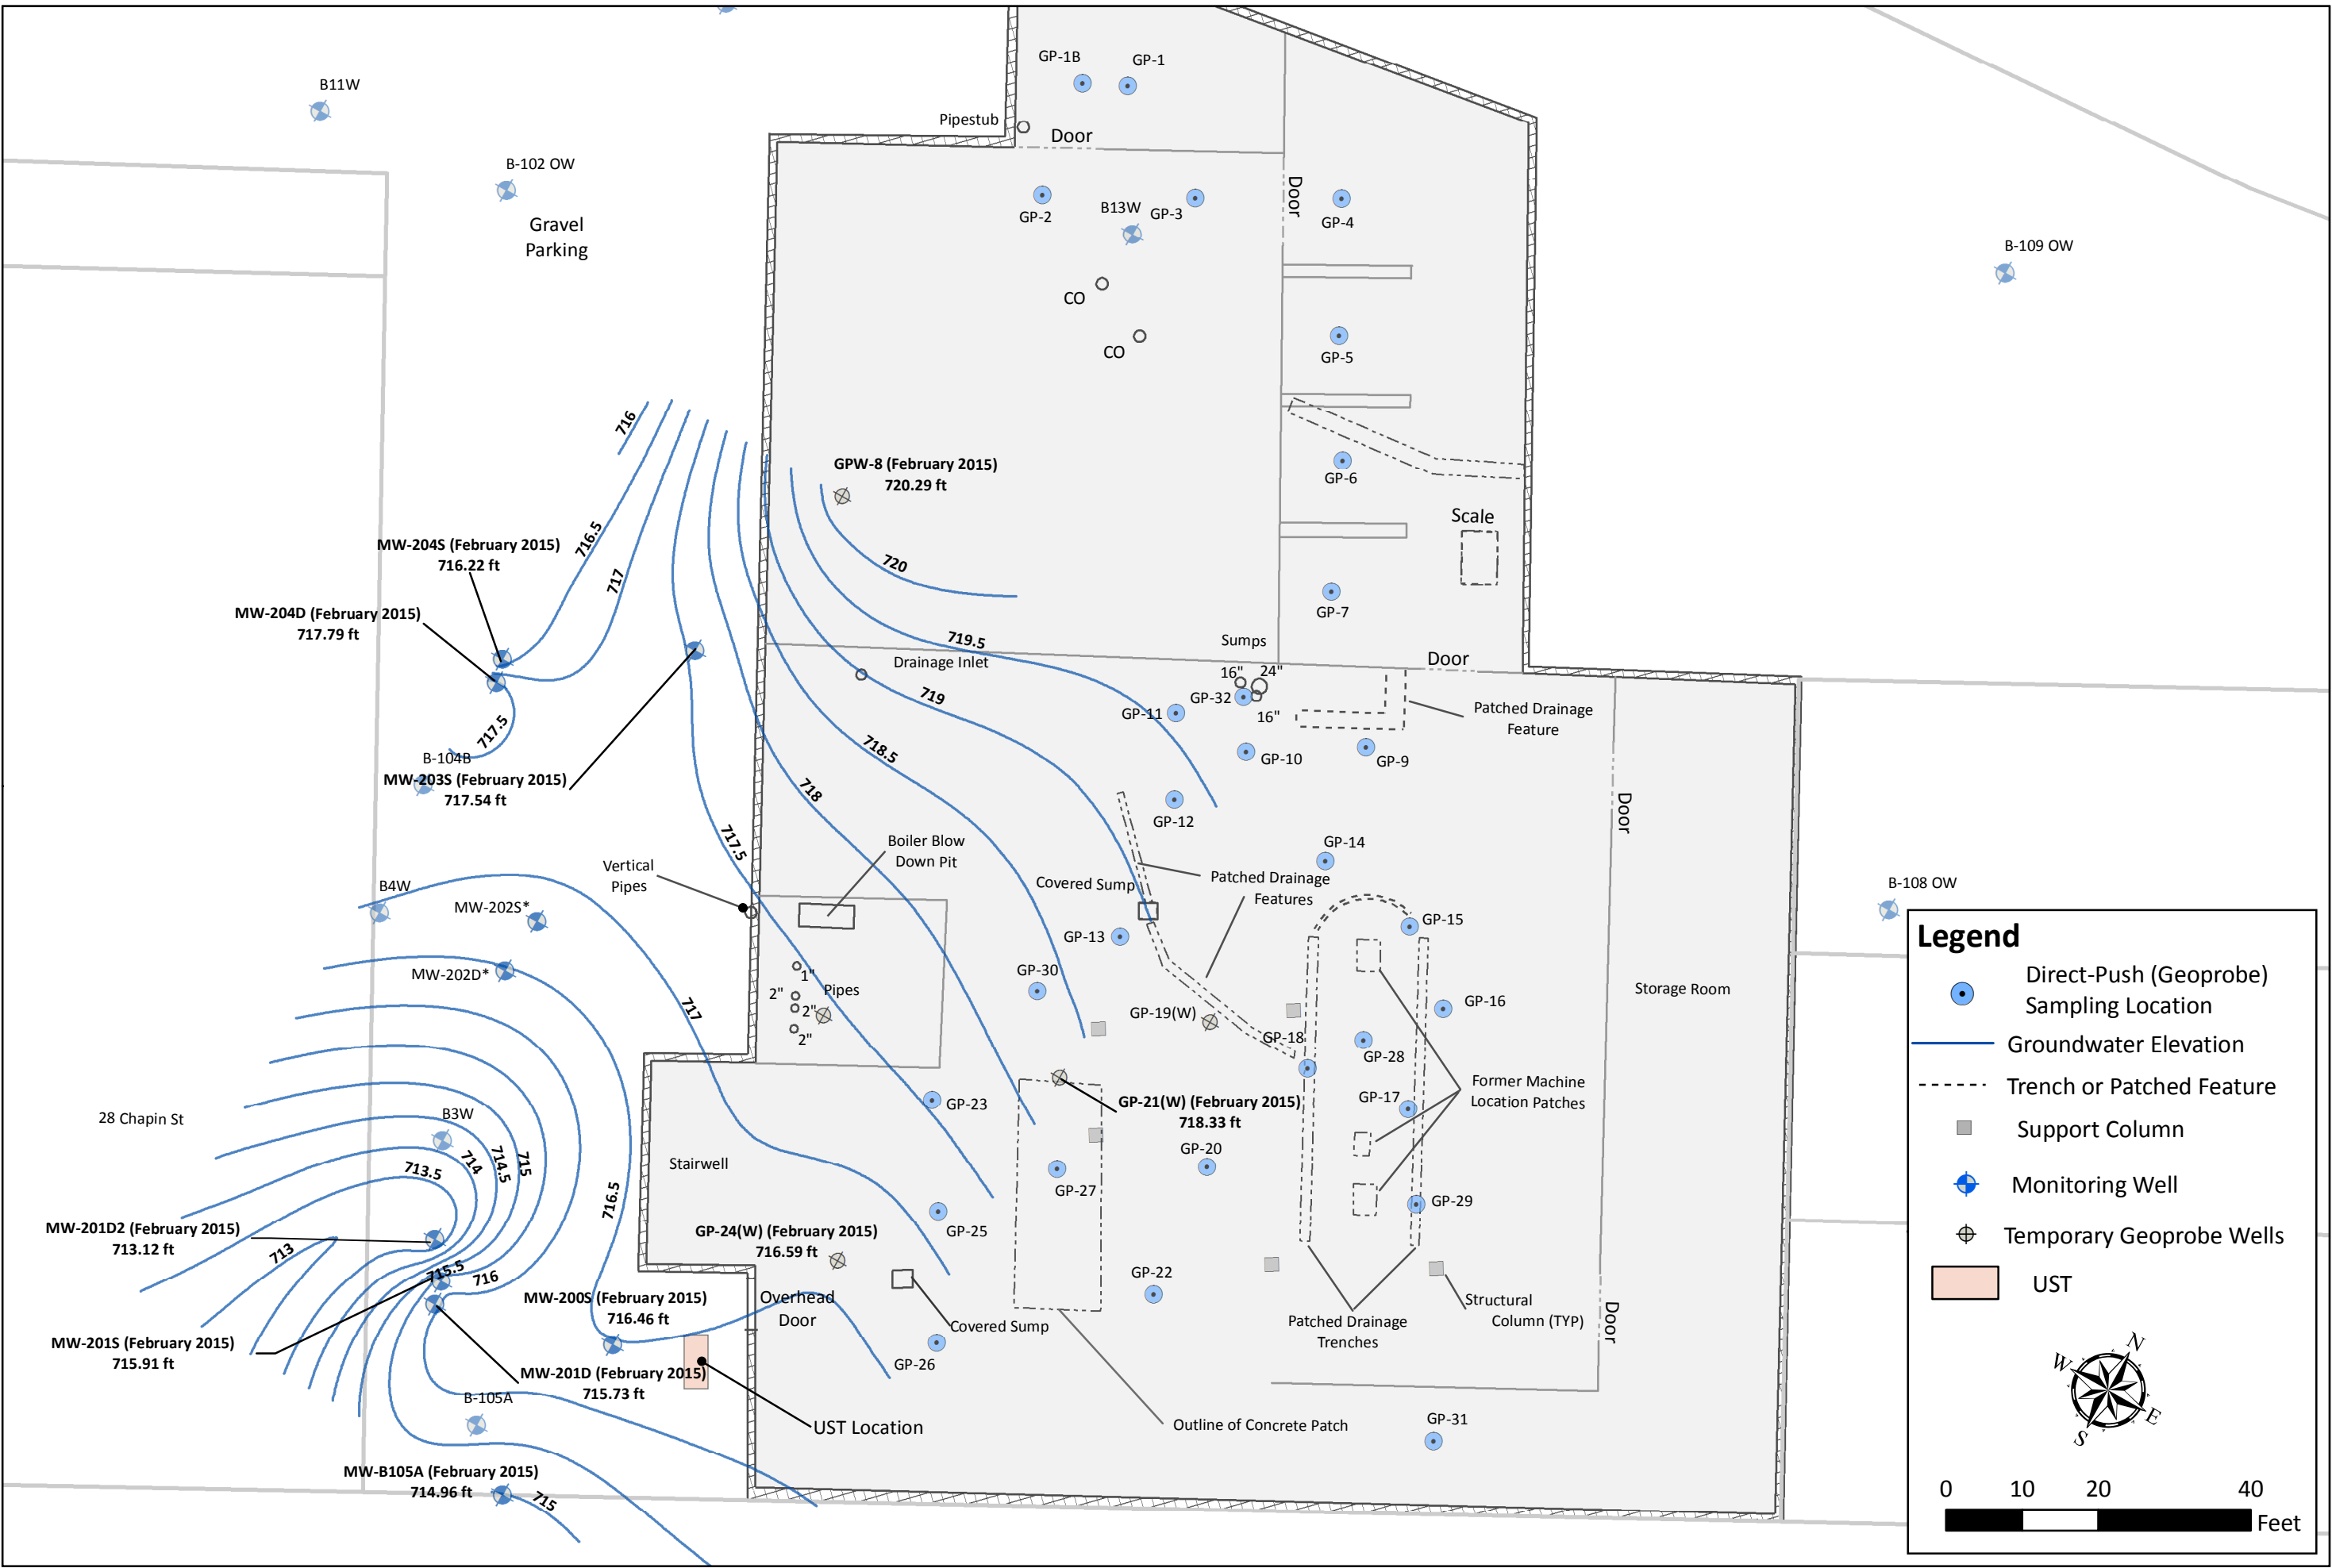 GP-1B
GP-1
B11W
Pipestub
Door
B-102 OW
Gravel
Parking
GP-2
B13W
GP-3
Door
GP-4
B-109 OW
CO
CO
GP-5
716
GPW-8 (February 2015)
720.29 ft
GP-6
Scale
716.5
MW-204S (February 2015)
716.22 ft
720
717
MW-204D (February 2015)
717.79 ft
GP-7
719.5
Sumps
Drainage Inlet
Door
16"
24"
719
GP-32
GP-11
16"
Patched Drainage
Feature
717.5
718.5
B-104B
GP-10
GP-9
MW-203S (February 2015)
717.54 ft
718
GP-12
Door
717.5
Boiler Blow
Down Pit
GP-14
Vertical
Pipes
Covered Sump
Patched Drainage
Features
B4W
MW-202S*
B-108 OW
GP-15
GP-13
MW-202D*
GP-30
1"
2"
Pipes
2"
2"
717
GP-19(W)
GP-16
Storage Room
GP-18
GP-28
Former Machine
Location Patches
28 Chapin St
B3W
GP-23
GP-21(W) (February 2015)
718.33 ft
GP-17
713.5
714
714.5
715
Stairwell
GP-20
GP-27
716.5
GP-29
GP-25
MW-201D2 (February 2015)
713.12 ft
GP-24(W) (February 2015)
716.59 ft
713
715.5
716
GP-22
MW-200S (February 2015)
716.46 ft
Overhead
Door
Covered Sump
Structural
Column (TYP)
Patched Drainage
Trenches
Door
MW-201S (February 2015)
715.91 ft
GP-26
MW-201D (February 2015)
715.73 ft
B-105A
UST Location
Outline of Concrete Patch
GP-31
MW-B105A (February 2015)
714.96 ft
715
Legend
Direct-Push (Geoprobe)
Sampling Location
Groundwater Elevation
Trench or Patched Feature
Support Column
Monitoring Well
Temporary Geoprobe Wells
UST
N
W
E
S
0 10 20 40
Feet